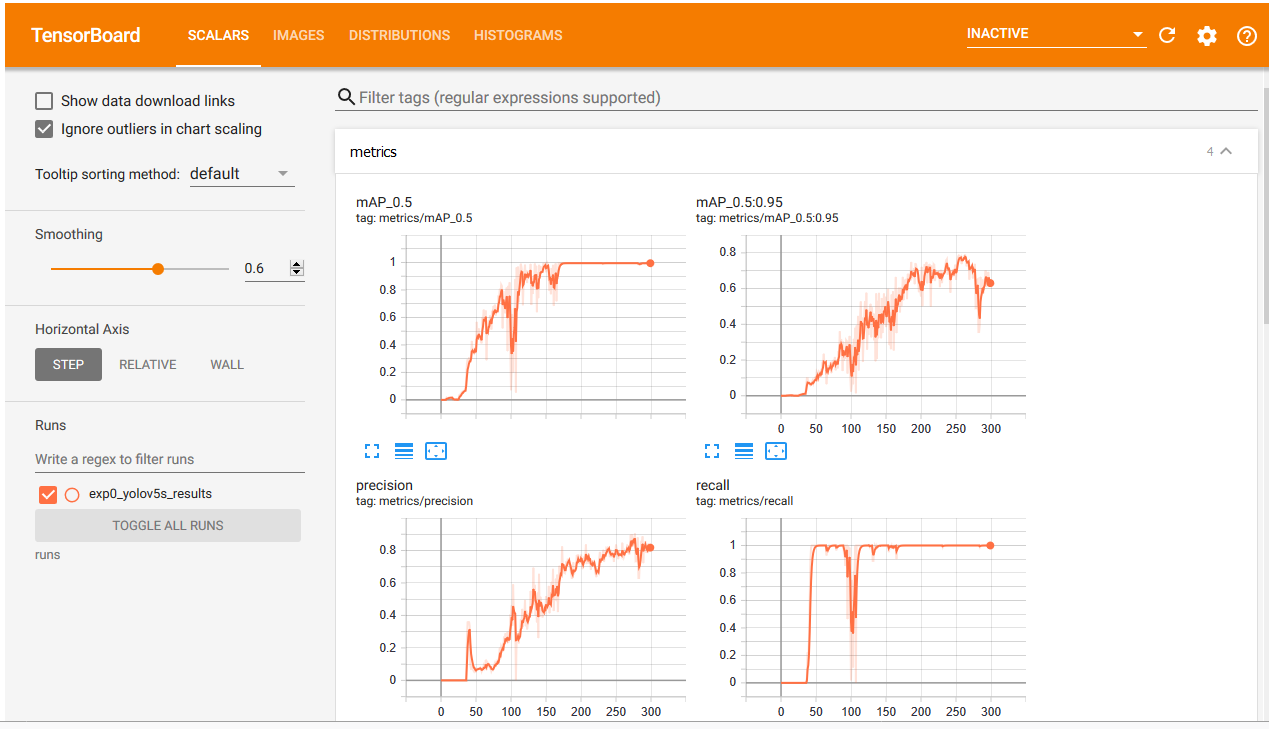 TensorBoard SCALARS IMAGES DISTRIBUTIONS HISTOGRAMS INACTIVE
Show data download links
Ignore outliers in chart scaling
Tooltip sorting method: default
Smoothing
0.6
Horizontal Axis
STEP RELATIVE WALL
Runs
Write a regex to filter runs
exp0_yolov5s_results
TOGGLE ALL RUNS
runs
Filter tags (regular expressions supported)
metrics 4
mAP_0.5
tag: metrics/mAP_0.5
1
0.8
0.6
0.4
0.2
0
mAP_0.5:0.95
tag: metrics/mAP_0.5:0.95
0.8
0.6
0.4
0.2
0
0 50 100 150 200 250 300
precision
tag: metrics/precision
0.8
0.6
0.4
0.2
0
0 50 100 150 200 250 300
recall
tag: metrics/recall
1
0.8
0.6
0.4
0.2
0
0 50 100 150 200 250 300